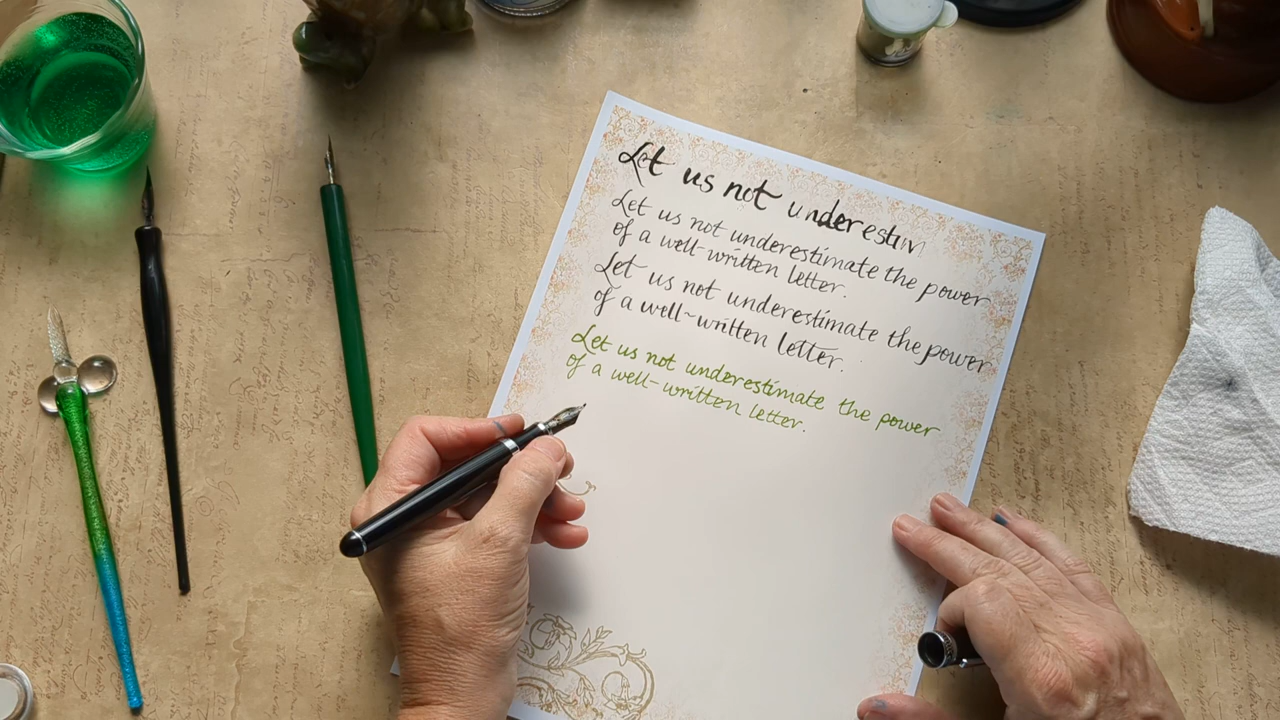 Let us not underestim
Let us not underestimate the power
of a well-written letter.
Let us not underestimate the power
of a well-written letter.
Let us not underestimate the power
of a well-written letter.